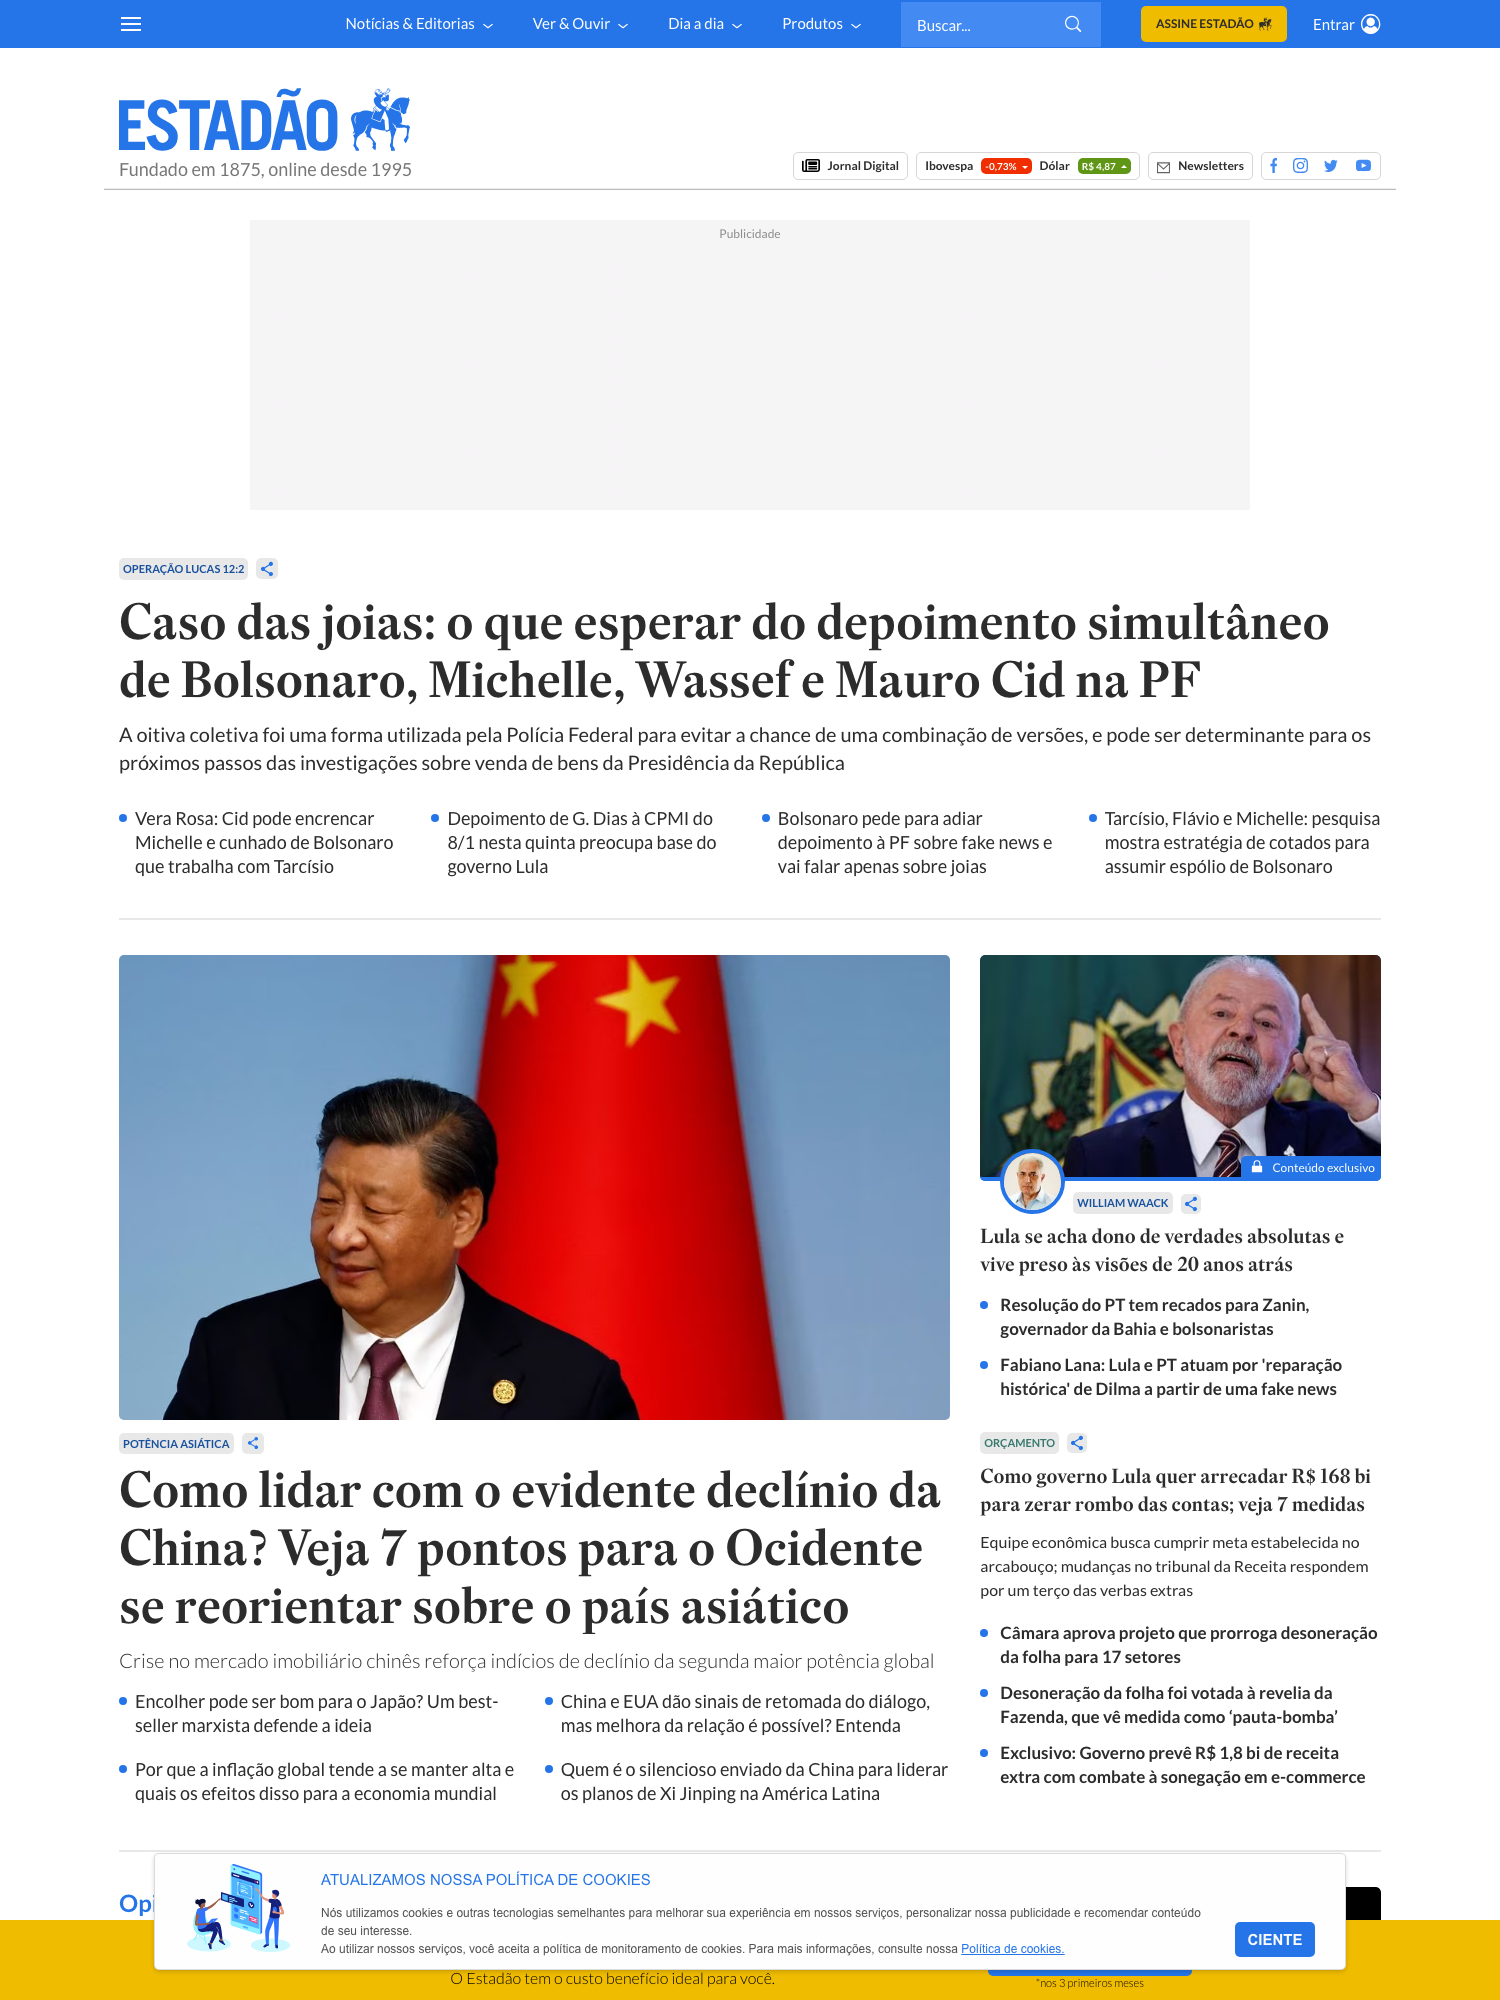 Notícias & Editorias
Ver & Ouvir
Dia a dia
Produtos
Buscar...
ASSINE ESTADÃO
Entrar
ESTADÃO
Fundado em 1875, online desde 1995
Jornal Digital
Ibovespa -0,73% Dólar R$ 4,87
Newsletters
Publicidade
OPERAÇÃO LUCAS 12:2
Caso das joias: o que esperar do depoimento simultâneo
de Bolsonaro, Michelle, Wassef e Mauro Cid na PF
A oitiva coletiva foi uma forma utilizada pela Polícia Federal para evitar a chance de uma combinação de versões, e pode ser determinante para os
próximos passos das investigações sobre venda de bens da Presidência da República
Vera Rosa: Cid pode encrencar
Michelle e cunhado de Bolsonaro
que trabalha com Tarcísio
Depoimento de G. Dias à CPMI do
8/1 nesta quinta preocupa base do
governo Lula
Bolsonaro pede para adiar
depoimento à PF sobre fake news e
vai falar apenas sobre joias
Tarcísio, Flávio e Michelle: pesquisa
mostra estratégia de cotados para
assumir espólio de Bolsonaro
POTÊNCIA ASIÁTICA
Como lidar com o evidente declínio da
China? Veja 7 pontos para o Ocidente
se reorientar sobre o país asiático
Crise no mercado imobiliário chinês reforça indícios de declínio da segunda maior potência global
Encolher pode ser bom para o Japão? Um best-
seller marxista defende a ideia
China e EUA dão sinais de retomada do diálogo,
mas melhora da relação é possível? Entenda
Por que a inflação global tende a se manter alta e
quais os efeitos disso para a economia mundial
Quem é o silencioso enviado da China para liderar
os planos de Xi Jinping na América Latina
Conteúdo exclusivo
WILLIAM WAACK
Lula se acha dono de verdades absolutas e
vive preso às visões de 20 anos atrás
Resolução do PT tem recados para Zanin,
governador da Bahia e bolsonaristas
Fabiano Lana: Lula e PT atuam por 'reparação
histórica' de Dilma a partir de uma fake news
ORÇAMENTO
Como governo Lula quer arrecadar R$ 168 bi
para zerar rombo das contas; veja 7 medidas
Equipe econômica busca cumprir meta estabelecida no
arcabouço; mudanças no tribunal da Receita respondem
por um terço das verbas extras
Câmara aprova projeto que prorroga desoneração
da folha para 17 setores
Desoneração da folha foi votada à revelia da
Fazenda, que vê medida como ‘pauta-bomba’
Exclusivo: Governo prevê R$ 1,8 bi de receita
extra com combate à sonegação em e-commerce
ATUALIZAMOS NOSSA POLÍTICA DE COOKIES
Nós utilizamos cookies e outras tecnologias semelhantes para melhorar sua experiência em nossos serviços, personalizar nossa publicidade e recomendar conteúdo
de seu interesse.
Ao utilizar nossos serviços, você aceita a política de monitoramento de cookies. Para mais informações, consulte nossa Política de cookies.
CIENTE
O Estadão tem o custo benefício ideal para você.
*nos 3 primeiros meses